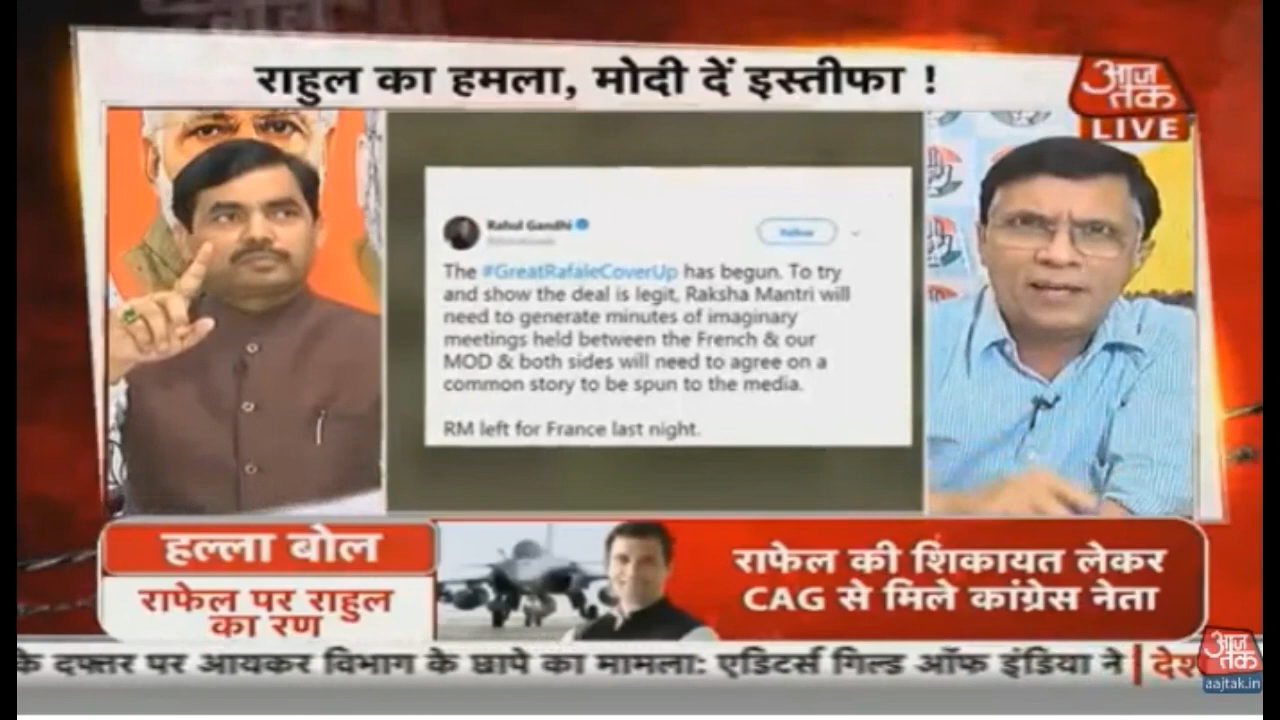 राहुल का हमला, मोदी दें इस्तीफा !
आज
तक
LIVE
Rahul Gandhi
Follow
The #GreatRafaleCoverUp has begun. To try
and show the deal is legit, Raksha Mantri will
need to generate minutes of imaginary
meetings held between the French & our
MOD & both sides will need to agree on a
common story to be spun to the media.
RM left for France last night.
हल्ला बोल
राफेल पर राहुल
का रण
राफेल की शिकायत लेकर
CAG से मिले कांग्रेस नेता
के दफ्तर पर आयकर विभाग के छापे का मामला: एडिटर्स गिल्ड ऑफ इंडिया ने
आज
तक
aajtak.in